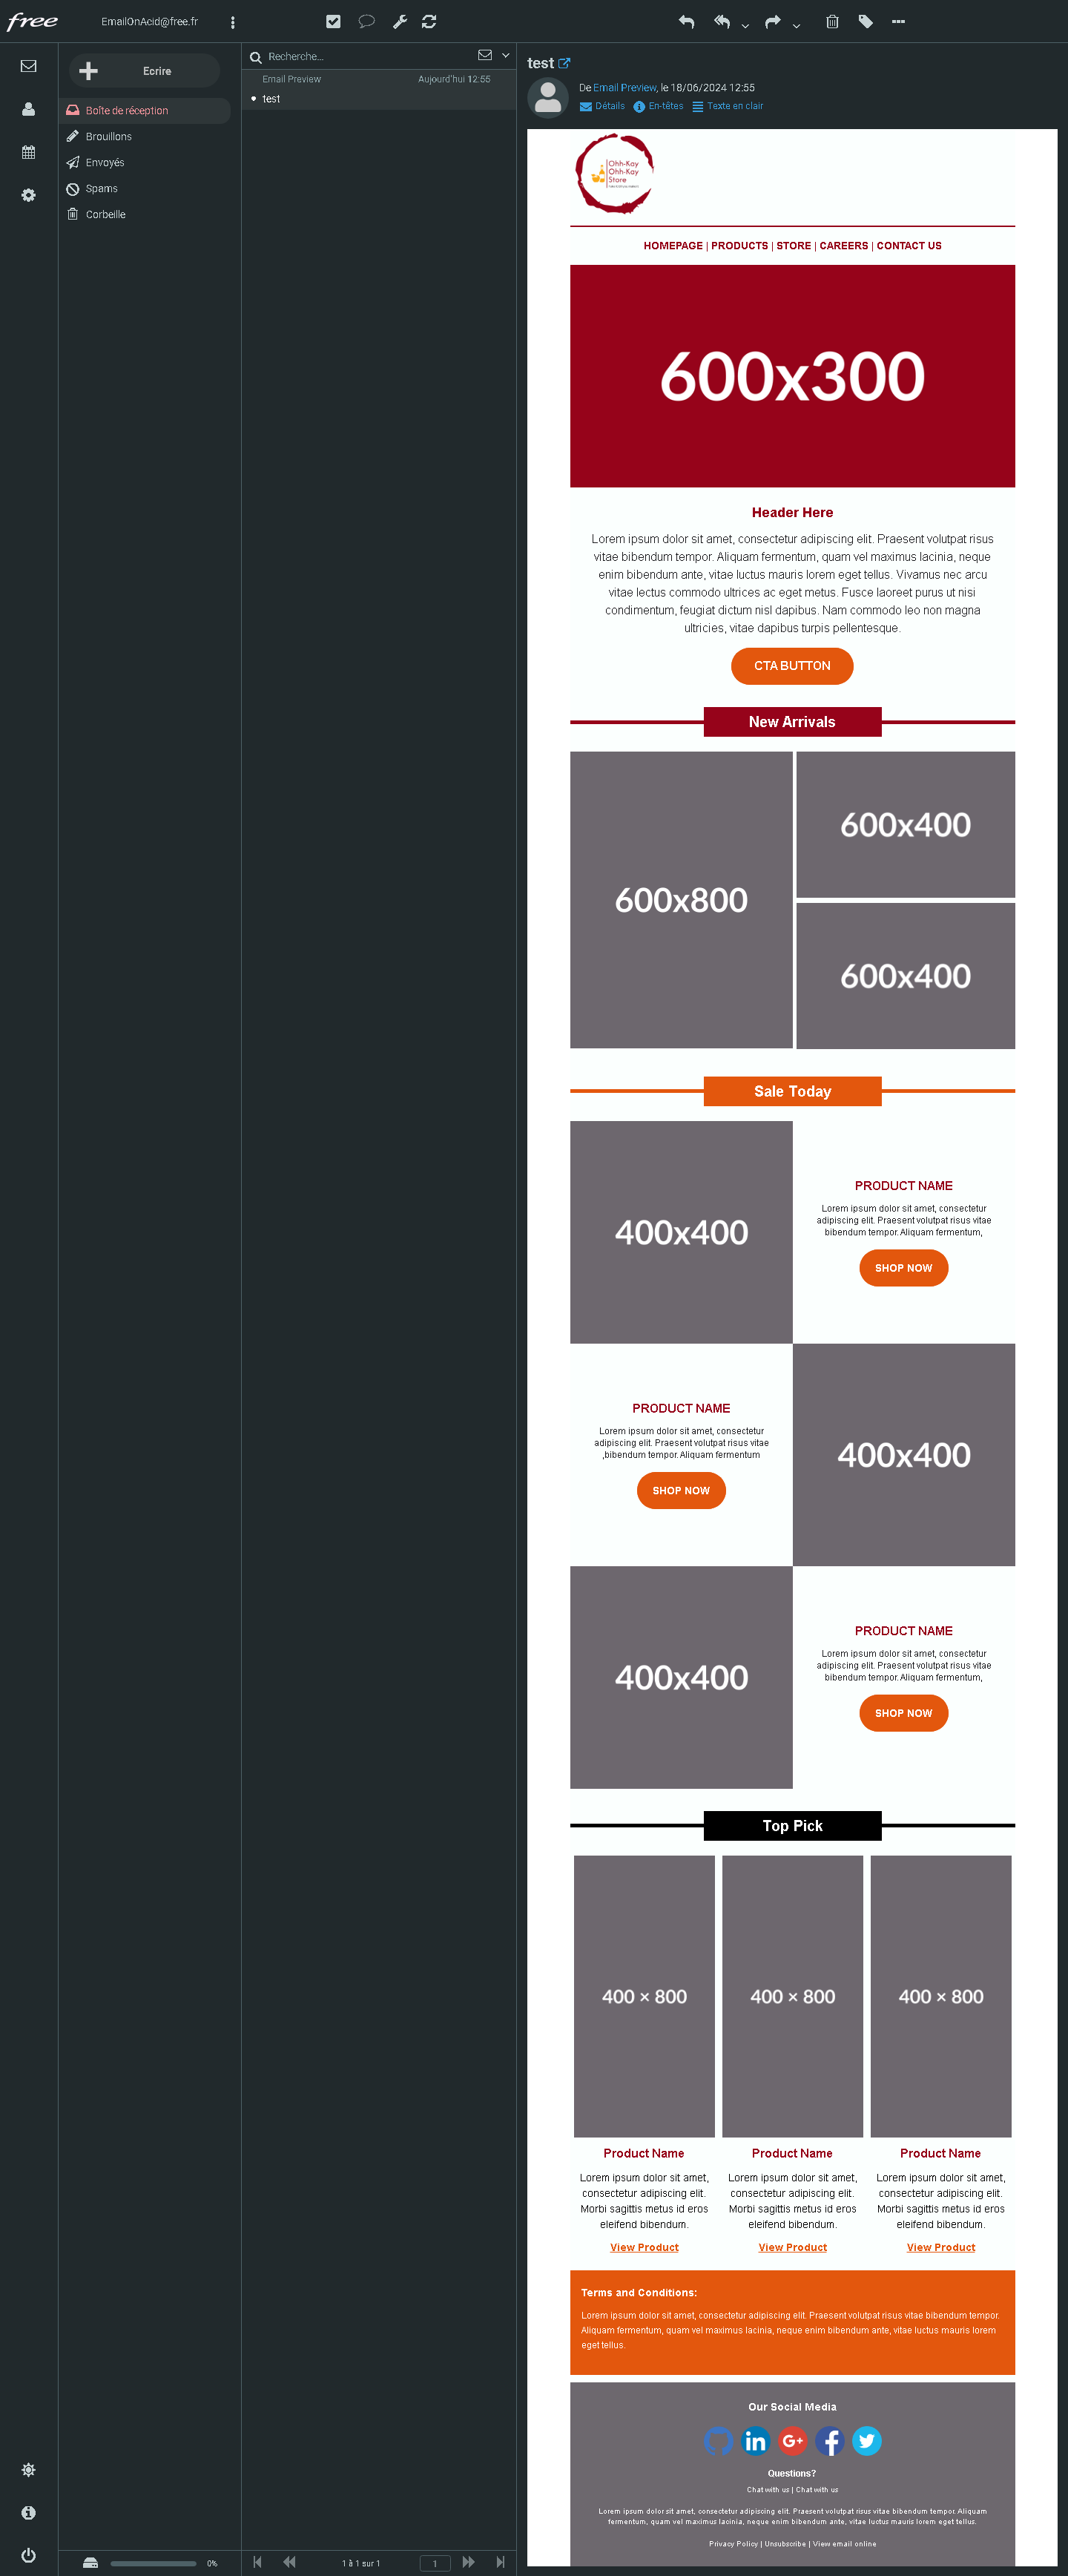 free
EmailOnAcid@free.fr
Ecrire
Boîte de réception
Brouillons
Envoyés
Spams
Corbeille
Recherche...
Email Preview Aujourd'hui 12:55
test
test
De Email Preview, le 18/06/2024 12:55
Détails En-têtes Texte en clair
Ohh-Kay
Ohh-Kay
Store
HOMEPAGE | PRODUCTS | STORE | CAREERS | CONTACT US
600x300
Header Here
Lorem ipsum dolor sit amet, consectetur adipiscing elit. Praesent volutpat risus
vitae bibendum tempor. Aliquam fermentum, quam vel maximus lacinia, neque
enim bibendum ante, vitae luctus mauris lorem eget tellus. Vivamus nec arcu
vitae lectus commodo ultrices ac eget metus. Fusce laoreet purus ut nisi
condimentum, feugiat dictum nisl dapibus. Nam commodo leo non magna
ultricies, vitae dapibus turpis pellentesque.
CTA BUTTON
New Arrivals
600x800
600x400
600x400
Sale Today
400x400
PRODUCT NAME
Lorem ipsum dolor sit amet, consectetur
adipiscing elit. Praesent volutpat risus vitae
bibendum tempor. Aliquam fermentum,
SHOP NOW
PRODUCT NAME
Lorem ipsum dolor sit amet, consectetur
adipiscing elit. Praesent volutpat risus vitae
,bibendum tempor. Aliquam fermentum
SHOP NOW
400x400
400x400
PRODUCT NAME
Lorem ipsum dolor sit amet, consectetur
adipiscing elit. Praesent volutpat risus vitae
bibendum tempor. Aliquam fermentum,
SHOP NOW
Top Pick
400 × 800
400 × 800
400 × 800
Product Name
Lorem ipsum dolor sit amet,
consectetur adipiscing elit.
Morbi sagittis metus id eros
eleifend bibendum.
View Product
Product Name
Lorem ipsum dolor sit amet,
consectetur adipiscing elit.
Morbi sagittis metus id eros
eleifend bibendum.
View Product
Product Name
Lorem ipsum dolor sit amet,
consectetur adipiscing elit.
Morbi sagittis metus id eros
eleifend bibendum.
View Product
Terms and Conditions:
Lorem ipsum dolor sit amet, consectetur adipiscing elit. Praesent volutpat risus vitae bibendum tempor.
Aliquam fermentum, quam vel maximus lacinia, neque enim bibendum ante, vitae luctus mauris lorem
eget tellus.
Our Social Media
in G+ f
Questions?
Chat with us | Chat with us
Lorem ipsum dolor sit amet, consectetur adipiscing elit. Praesent volutpat risus vitae bibendum tempor. Aliquam
fermentum, quam vel maximus lacinia, neque enim bibendum ante, vitae luctus mauris lorem eget tellus.
Privacy Policy | Unsubscribe | View email online
0%
1 à 1 sur 1
1